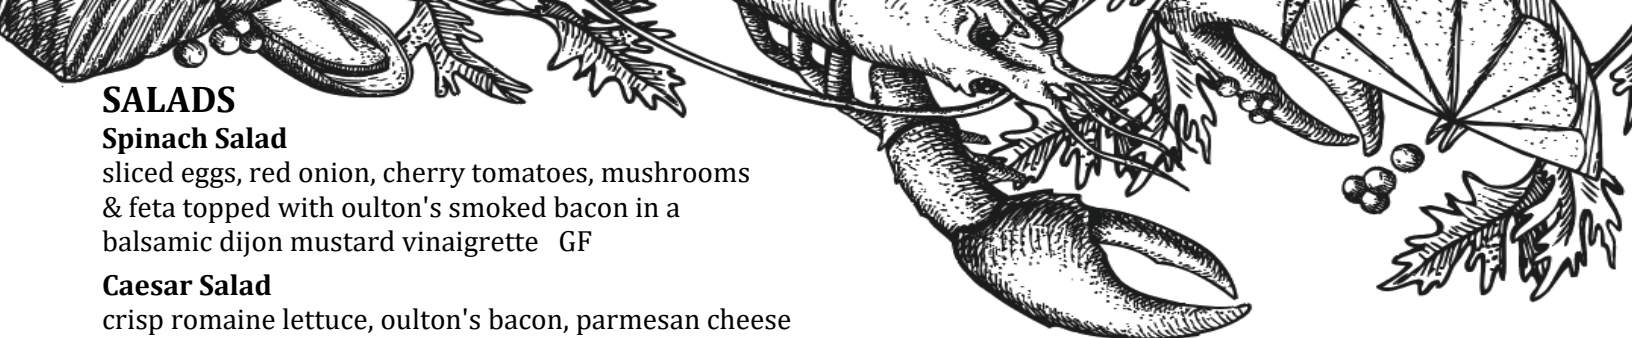 SALADS
Spinach Salad
sliced eggs, red onion, cherry tomatoes, mushrooms
& feta topped with oulton's smoked bacon in a
balsamic dijon mustard vinaigrette   GF
Caesar Salad
crisp romaine lettuce, oulton's bacon, parmesan cheese